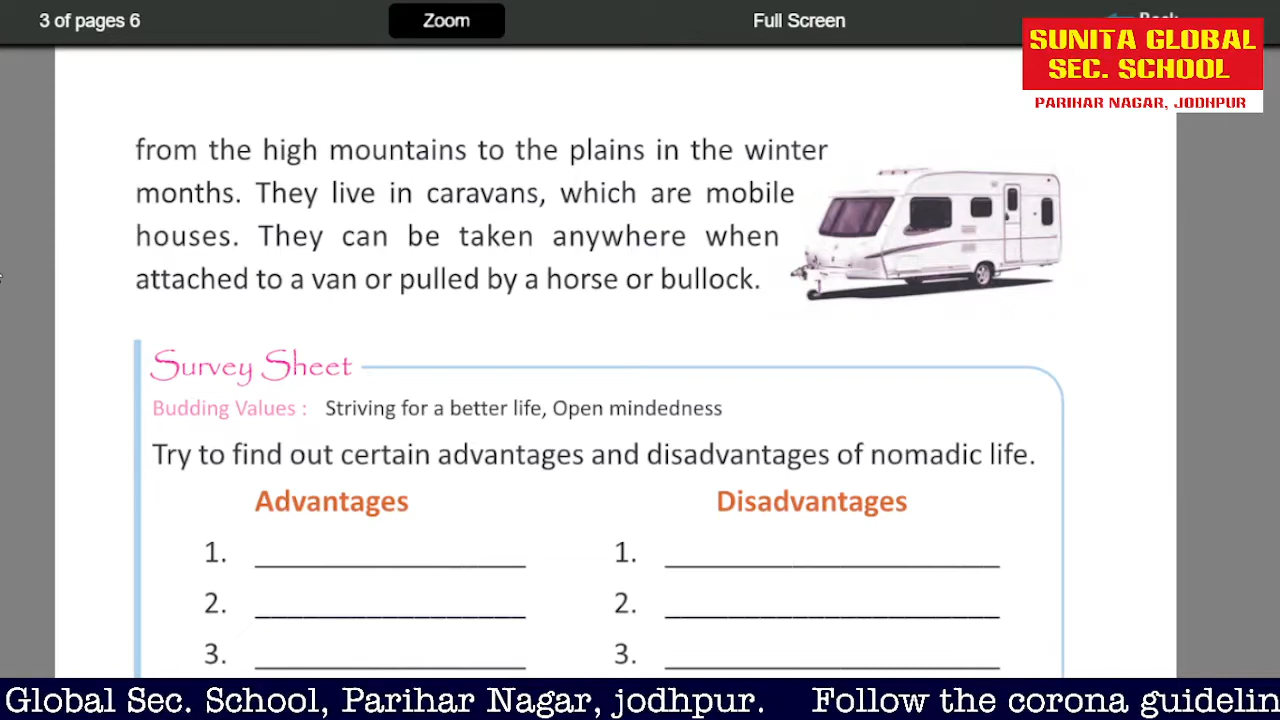 3 of pages 6
Zoom
Full Screen
Back
SUNITA GLOBAL
SEC. SCHOOL
PARIHAR NAGAR, JODHPUR
from the high mountains to the plains in the winter
months. They live in caravans, which are mobile
houses. They can be taken anywhere when
attached to a van or pulled by a horse or bullock.
Survey Sheet
Budding Values : Striving for a better life, Open mindedness
Try to find out certain advantages and disadvantages of nomadic life.
Advantages Disadvantages
1. 1.
2. 2.
3. 3.
Global Sec. School, Parihar Nagar, jodhpur. Follow the corona guidelin